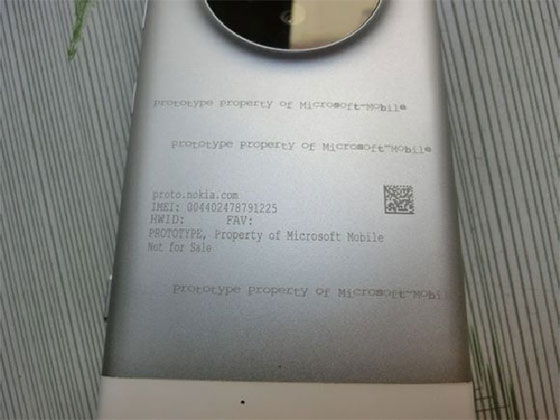 Prototype Property of Microsoft-Mobile
Prototype Property of Microsoft-Mobile
proto.nokia.com
IMEI: 004402478791225
HWID: FAV:
PROTOTYPE, Property of Microsoft Mobile
Not for Sale
Prototype Property of Microsoft-Mobil